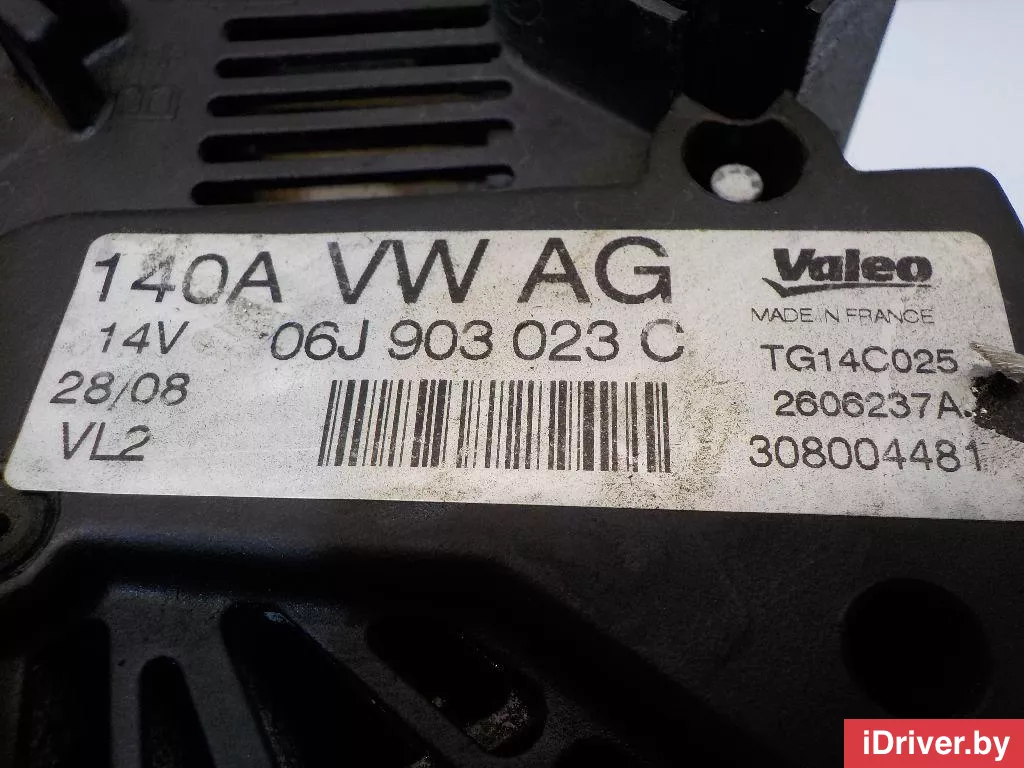 140A VW AG
14V 06J 903 023 C
28/08
VL2
Valeo
MADE IN FRANCE
TG14C025
2606237A
308004481
iDriver.by